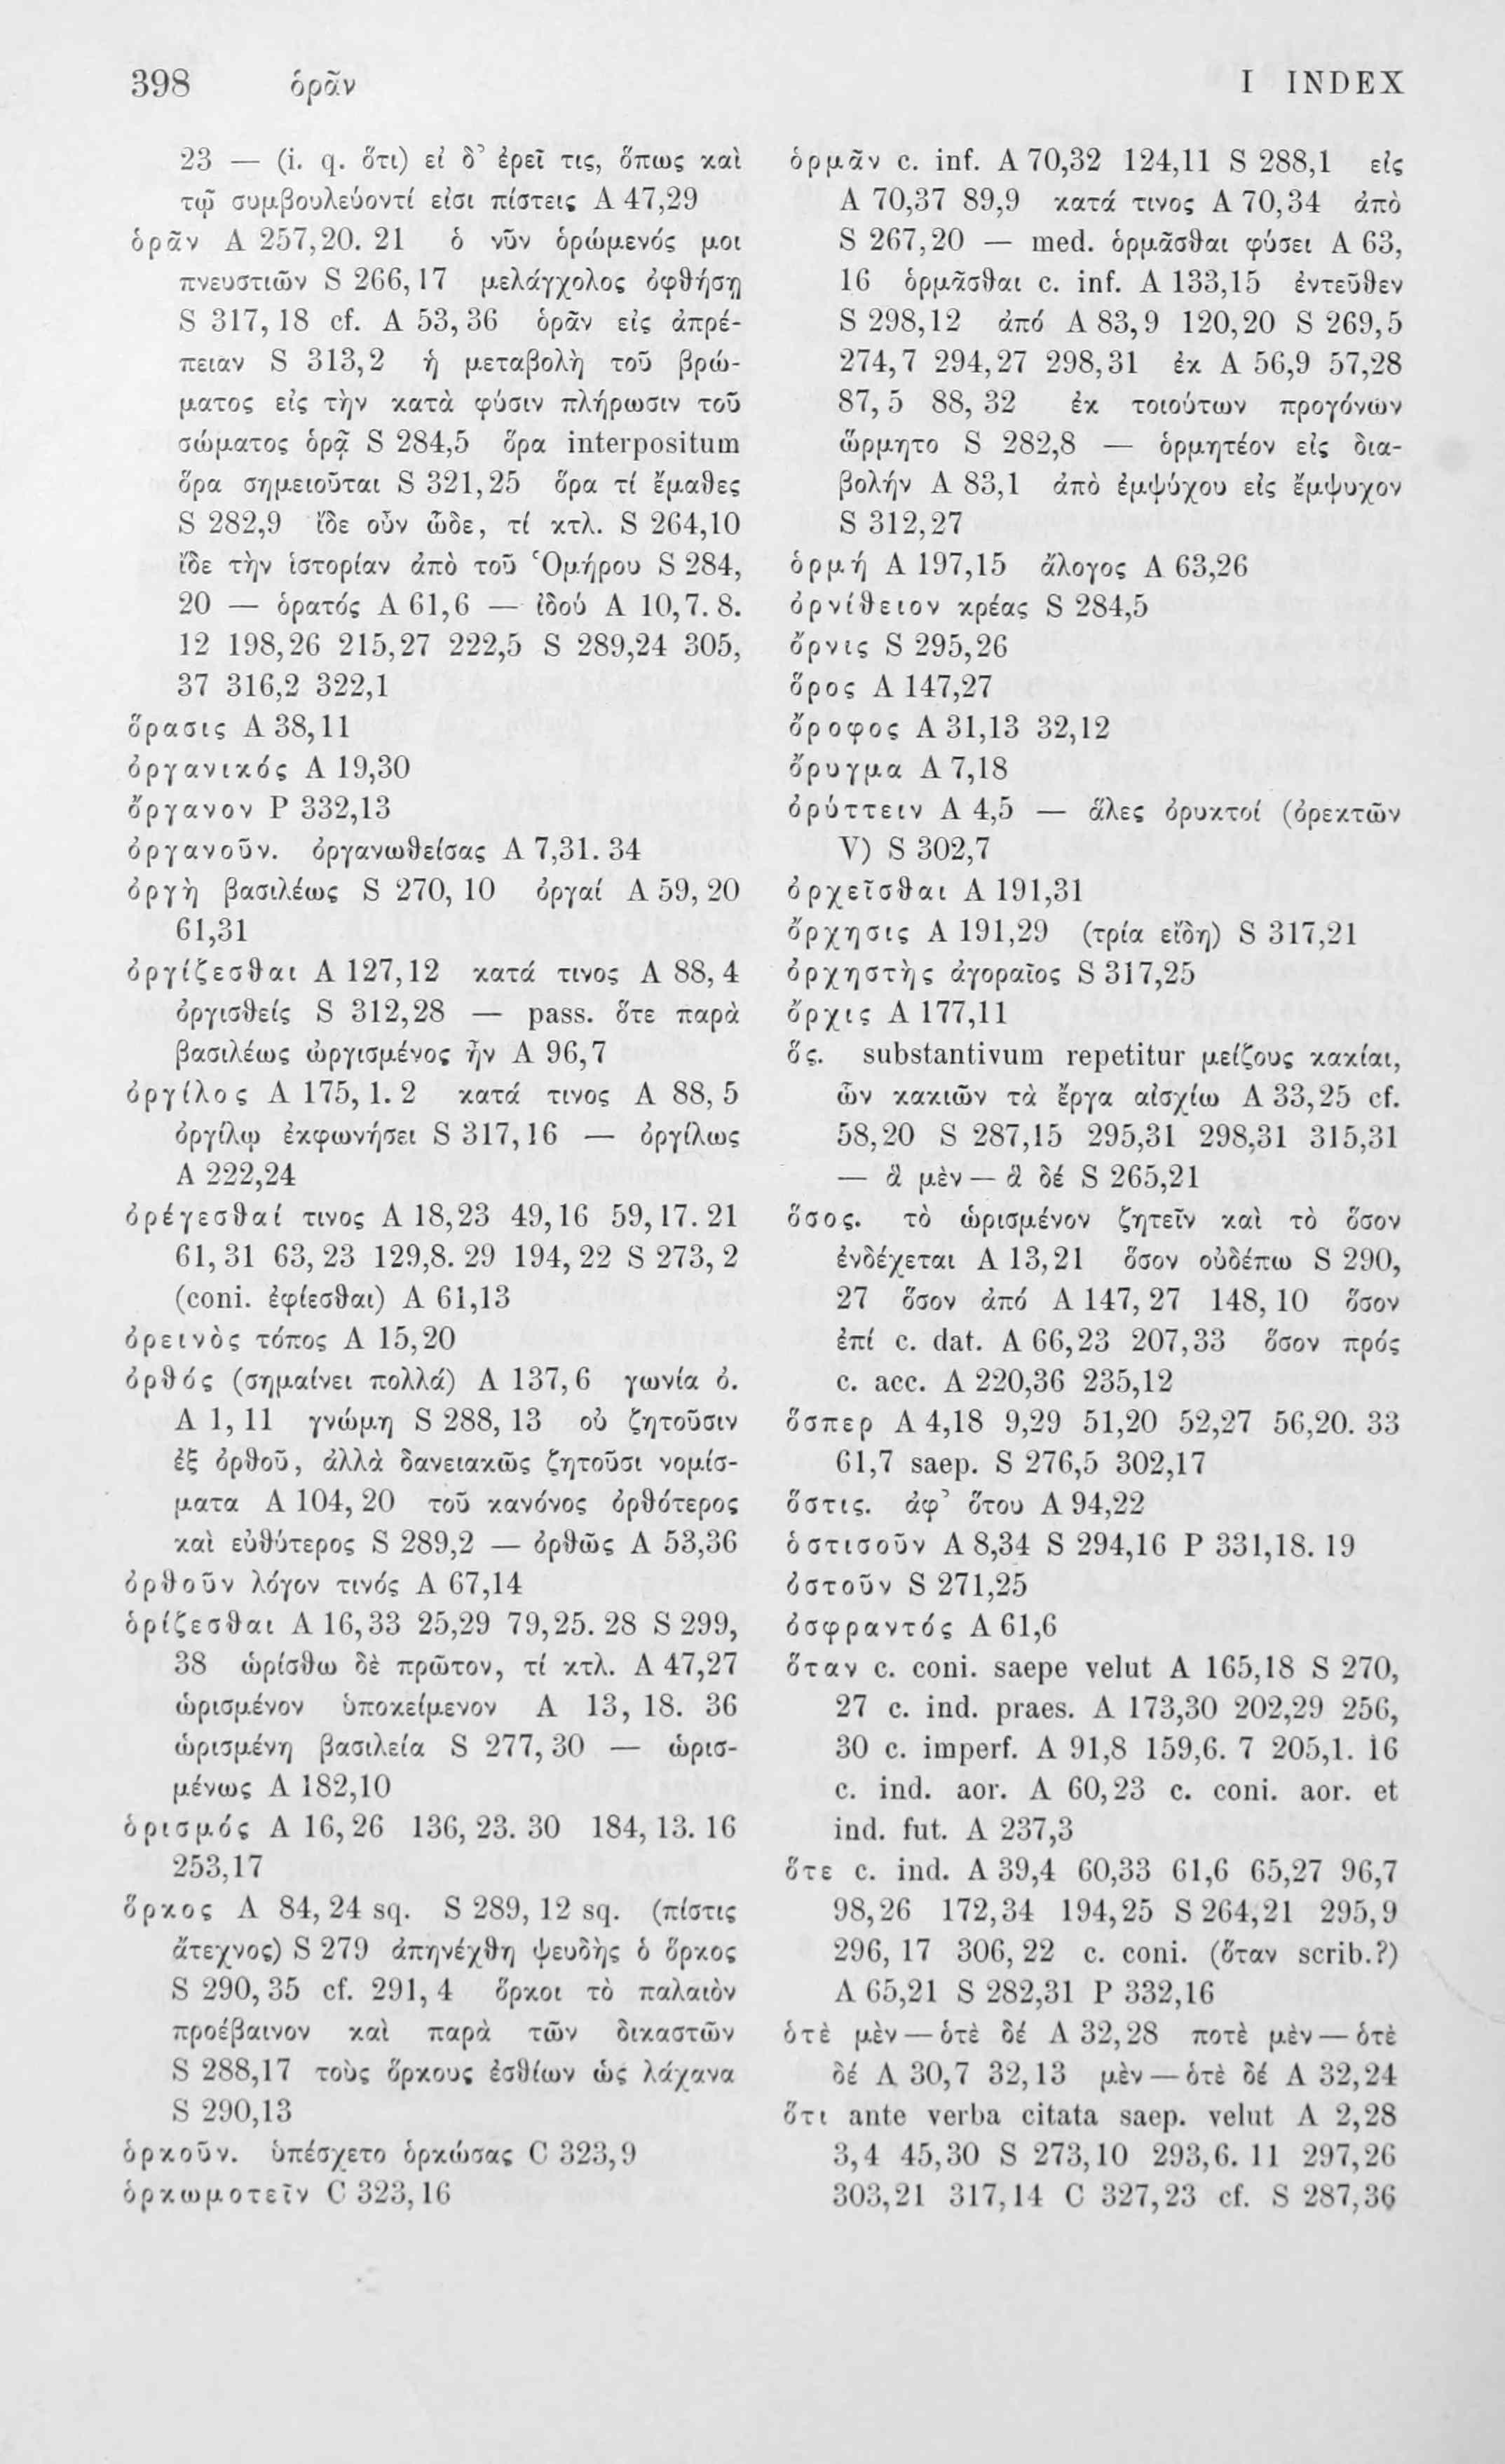 398 ὁρᾶν I INDEX
23 — (i. q. ὅτι) εἰ δ᾽ ἐρεῖ τις, ὅπως καὶ
τῷ συμβουλεύοντί εἰσι πίστεις A 47,29
ὁρᾶν A 257,20. 21 ὁ νῦν ὁρώμενός μοι
πνευστιῶν S 266,17 μελάγχολος ὀφθήσῃ
S 317,18 cf. A 53,36 ὁρᾶν εἰς ἀπρέ-
πειαν S 313,2 ἡ μεταβολὴ τοῦ βρώ-
ματος εἰς τὴν κατὰ φύσιν πλήρωσιν τοῦ
σώματος ὁρᾷ S 284,5 ὅρα interpositum
ὅρα σημειοῦται S 321,25 ὅρα τί ἔμαθες
S 282,9 ἴδε οὖν ὧδε, τί κτλ. S 264,10
ἴδε τὴν ἱστορίαν ἀπὸ τοῦ Ὁμήρου S 284,
20 — ὁρατός A 61,6 — ἰδού A 10,7. 8.
12 198,26 215,27 222,5 S 289,24 305,
37 316,2 322,1
ὅρασις A 38,11
ὀργανικός A 19,30
ὄργανον P 332,13
ὀργανοῦν. ὀργανωθείσας A 7,31. 34
ὀργὴ βασιλέως S 270,10 ὀργαί A 59,20
61,31
ὀργίζεσθαι A 127,12 κατά τινος A 88,4
ὀργισθείς S 312,28 — pass. ὅτε παρὰ
βασιλέως ὠργισμένος ἦν A 96,7
ὀργίλος A 175,1. 2 κατά τινος A 88,5
ὀργίλῳ ἐκφωνήσει S 317,16 — ὀργίλως
A 222,24
ὀρέγεσθαί τινος A 18,23 49,16 59,17. 21
61,31 63,23 129,8. 29 194,22 S 273,2
(coni. ἐφίεσθαι) A 61,13
ὀρεινὸς τόπος A 15,20
ὀρθός (σημαίνει πολλά) A 137,6 γωνία ὀ.
A 1,11 γνώμη S 288,13 οὐ ζητοῦσιν
ἐξ ὀρθοῦ, ἀλλὰ δανειακῶς ζητοῦσι νομίσ-
ματα A 104,20 τοῦ κανόνος ὀρθότερος
καὶ εὐθύτερος S 289,2 — ὀρθῶς A 53,36
ὀρθοῦν λόγον τινός A 67,14
ὁρίζεσθαι A 16,33 25,29 79,25. 28 S 299,
38 ὡρίσθω δὲ πρῶτον, τί κτλ. A 47,27
ὡρισμένον ὑποκείμενον A 13,18. 36
ὡρισμένη βασιλεία S 277,30 — ὡρισ-
μένως A 182,10
ὁρισμός A 16,26 136,23. 30 184,13. 16
253,17
ὅρκος A 84,24 sq. S 289,12 sq. (πίστις
ἄτεχνος) S 279 ἀπηνέχθη ψευδὴς ὁ ὅρκος
S 290,35 cf. 291,4 ὅρκοι τὸ παλαιὸν
προέβαινον καὶ παρὰ τῶν δικαστῶν
S 288,17 τοὺς ὅρκους ἐσθίων ὡς λάχανα
S 290,13
ὁρκοῦν. ὑπέσχετο ὁρκώσας C 323,9
ὁρκωμοτεῖν C 323,16
ὁρμᾶν c. inf. A 70,32 124,11 S 288,1 εἰς
A 70,37 89,9 κατά τινος A 70,34 ἀπὸ
S 267,20 — med. ὁρμᾶσθαι φύσει A 63,
16 ὁρμᾶσθαι c. inf. A 133,15 ἐντεῦθεν
S 298,12 ἀπό A 83,9 120,20 S 269,5
274,7 294,27 298,31 ἐκ A 56,9 57,28
87,5 88,32 ἐκ τοιούτων προγόνων
ὥρμητο S 282,8 — ὁρμητέον εἰς δια-
βολήν A 83,1 ἀπὸ ἐμψύχου εἰς ἔμψυχον
S 312,27
ὁρμή A 197,15 ἄλογος A 63,26
ὀρνίθειον κρέας S 284,5
ὄρνις S 295,26
ὅρος A 147,27
ὄροφος A 31,13 32,12
ὄρυγμα A 7,18
ὀρύττειν A 4,5 — ἅλες ὀρυκτοί (ὀρεκτῶν
V) S 302,7
ὀρχεῖσθαι A 191,31
ὄρχησις A 191,29 (τρία εἴδη) S 317,21
ὀρχηστὴς ἀγοραῖος S 317,25
ὄρχις A 177,11
ὅς. substantivum repetitur μείζους κακίαι,
ὧν κακιῶν τὰ ἔργα αἰσχίω A 33,25 cf.
58,20 S 287,15 295,31 298,31 315,31
— ἃ μὲν — ἃ δέ S 265,21
ὅσος. τὸ ὡρισμένον ζητεῖν καὶ τὸ ὅσον
ἐνδέχεται A 13,21 ὅσον οὐδέπω S 290,
27 ὅσον ἀπό A 147,27 148,10 ὅσον
ἐπί c. dat. A 66,23 207,33 ὅσον πρός
c. acc. A 220,36 235,12
ὅσπερ A 4,18 9,29 51,20 52,27 56,20. 33
61,7 saep. S 276,5 302,17
ὅστις. ἀφ᾽ ὅτου A 94,22
ὁστισοῦν A 8,34 S 294,16 P 331,18. 19
ὀστοῦν S 271,25
ὀσφραντός A 61,6
ὅταν c. coni. saepe velut A 165,18 S 270,
27 c. ind. praes. A 173,30 202,29 256,
30 c. imperf. A 91,8 159,6. 7 205,1. 16
c. ind. aor. A 60,23 c. coni. aor. et
ind. fut. A 237,3
ὅτε c. ind. A 39,4 60,33 61,6 65,27 96,7
98,26 172,34 194,25 S 264,21 295,9
296,17 306,22 c. coni. (ὅταν scrib.?)
A 65,21 S 282,31 P 332,16
ὁτὲ μὲν — ὁτὲ δέ A 32,28 ποτὲ μὲν — ὁτὲ
δέ A 30,7 32,13 μὲν — ὁτὲ δέ A 32,24
ὅτι ante verba citata saep. velut A 2,28
3,4 45,30 S 273,10 293,6. 11 297,26
303,21 317,14 C 327,23 cf. S 287,36